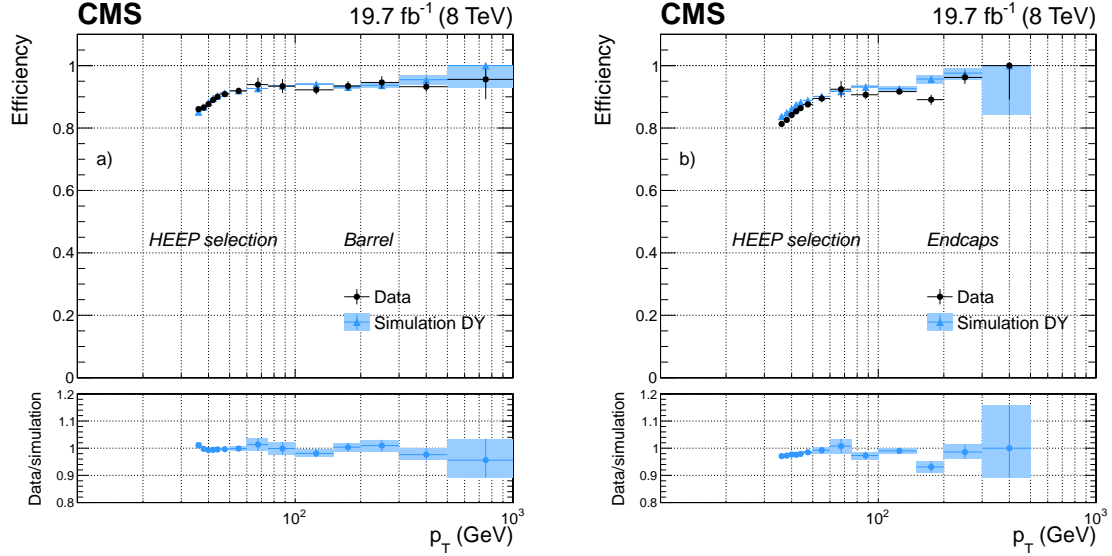 CMS 19.7 fb⁻¹ (8 TeV)
Efficiency
1
0.8
0.6
0.4
0.2
0
a)
HEEP selection Barrel
Data
Simulation DY
Data/simulation
1.2
1.1
1
0.9
0.8
10² 10³
p_T (GeV)
CMS 19.7 fb⁻¹ (8 TeV)
Efficiency
1
0.8
0.6
0.4
0.2
0
b)
HEEP selection Endcaps
Data
Simulation DY
Data/simulation
1.2
1.1
1
0.9
0.8
10² 10³
p_T (GeV)